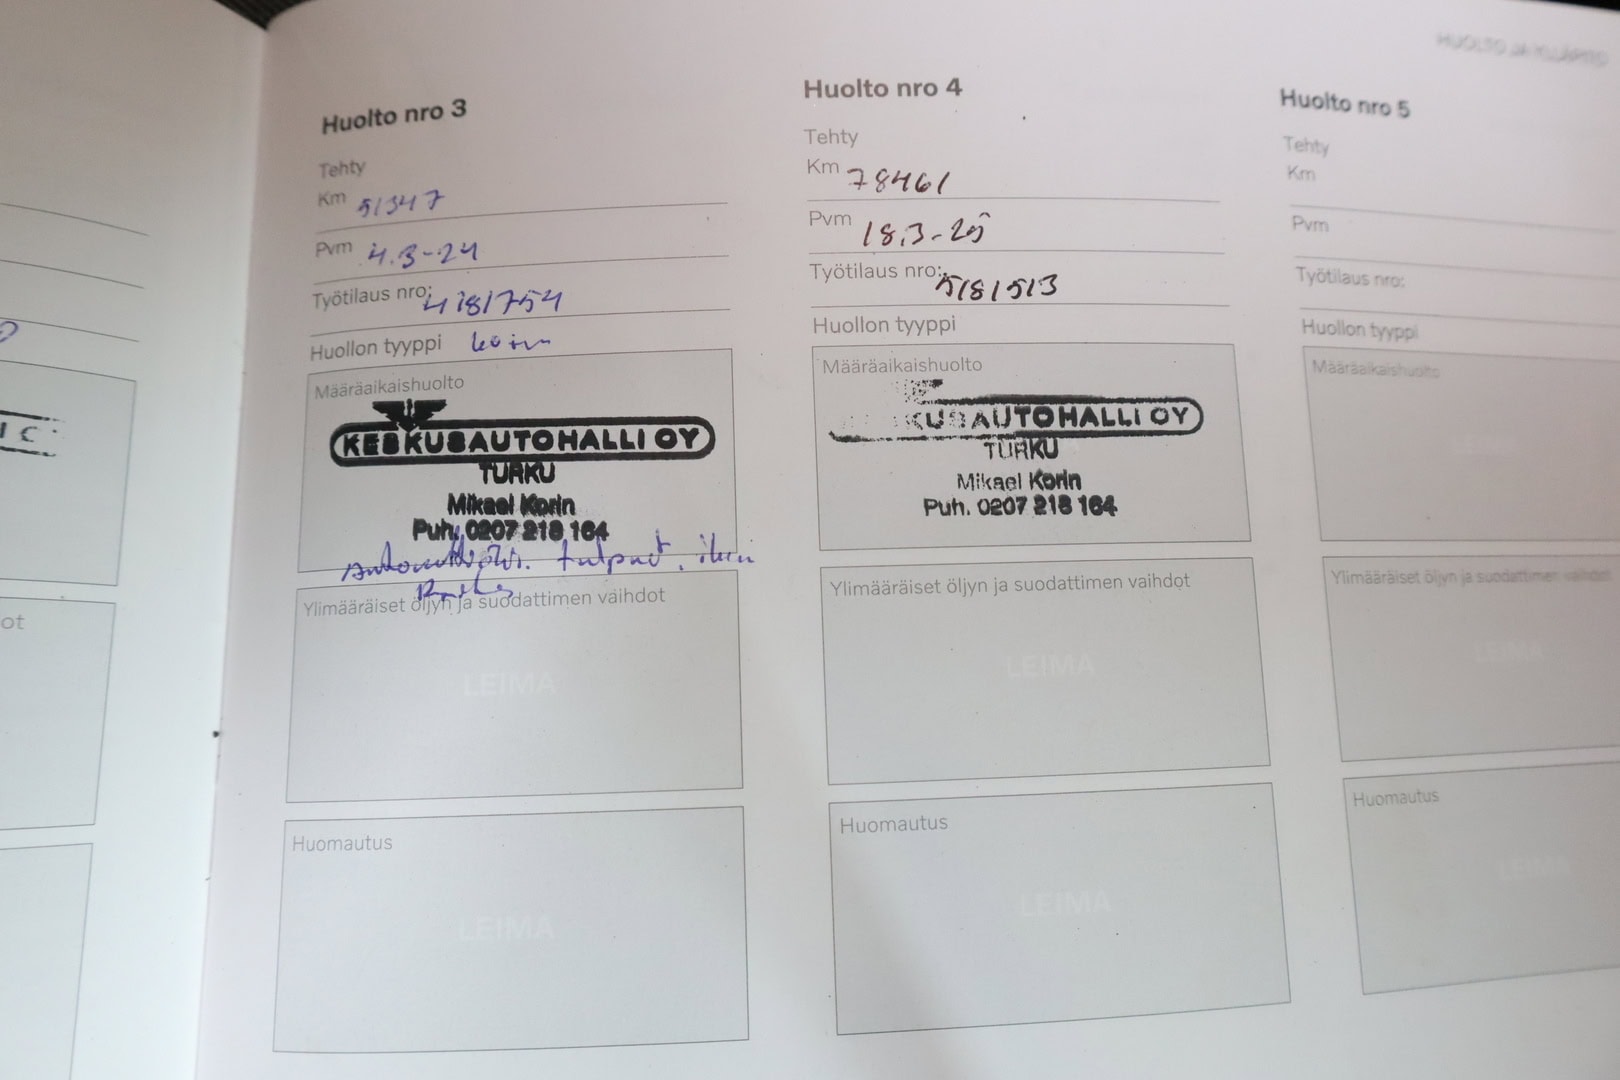 HUOLTO JA YLLÄPITO
ot
Huolto nro 3
Tehty
Km 51347
Pvm 4.3-24
Työtilaus nro: 4181754
Huollon tyyppi
Määräaikaishuolto
KESKUSAUTOHALLI OY
TURKU
Mikael Korin
Puh. 0207 218 164
tulpat,
Ylimääräiset öljyn ja suodattimen vaihdot
LEIMA
Huomautus
LEIMA
Huolto nro 4
Tehty
Km 78461
Pvm 18.3-25
Työtilaus nro: 5181513
Huollon tyyppi
Määräaikaishuolto
KUSAUTOHALLI OY
TURKU
Mikael Korin
Puh. 0207 218 164
Ylimääräiset öljyn ja suodattimen vaihdot
LEIMA
Huomautus
LEIMA
Huolto nro 5
Tehty
Km
Pvm
Työtilaus nro:
Huollon tyyppi
Määräaikaishuolto
Ylimääräiset öljyn ja suodattimen vaihdot
LEIMA
Huomautus
LEIMA